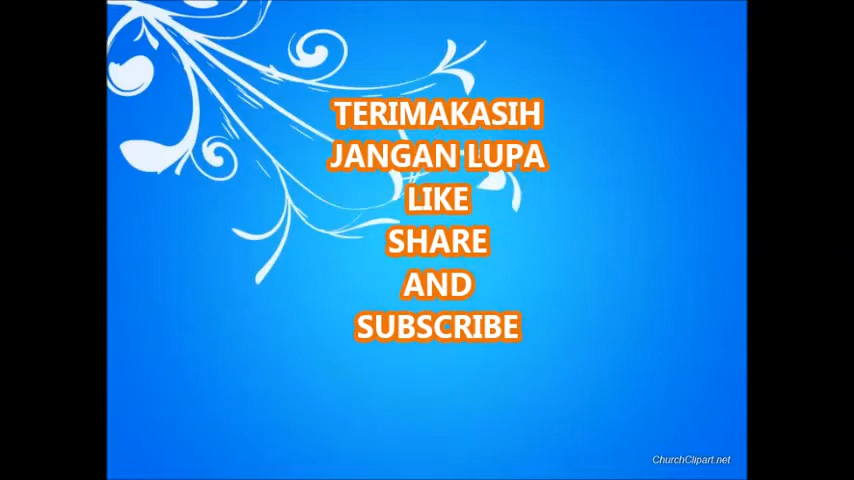 TERIMAKASIH
JANGAN LUPA
LIKE
SHARE
AND
SUBSCRIBE
ChurchClipart.net